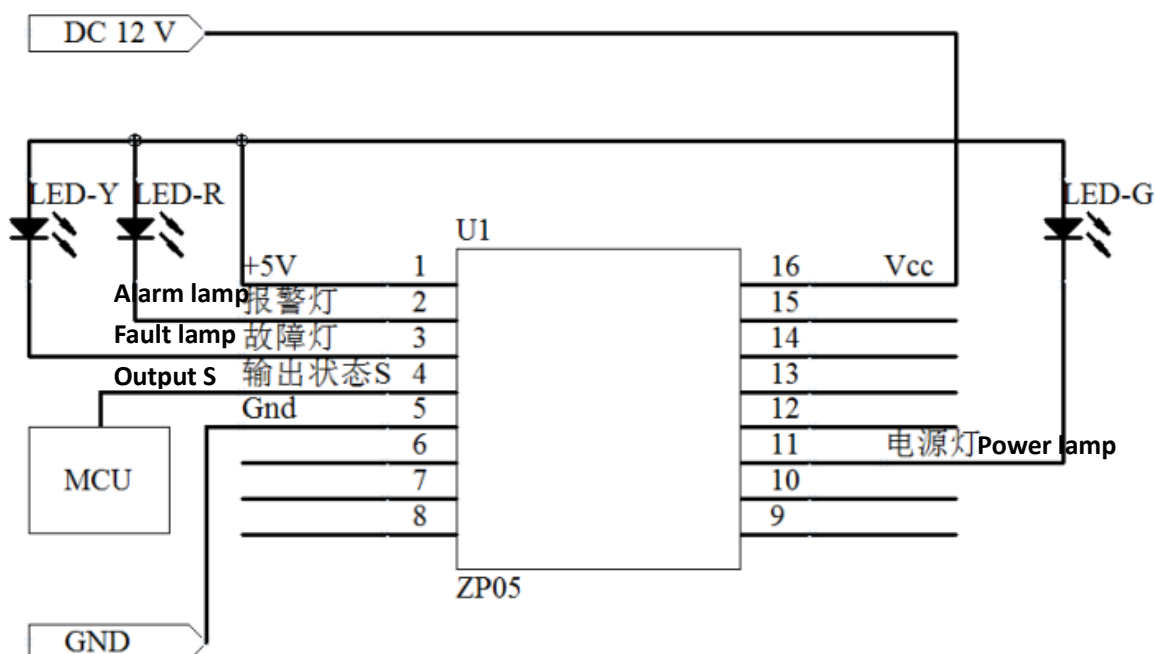 DC 12 V
LED-Y LED-R LED-G
U1
+5V 1 16 Vcc
Alarm lamp 报警灯 2 15
Fault lamp 故障灯 3 14
Output S 输出状态S 4 13
Gnd 5 12
6 11 电源灯 Power lamp
MCU 7 10
8 9
ZP05
GND